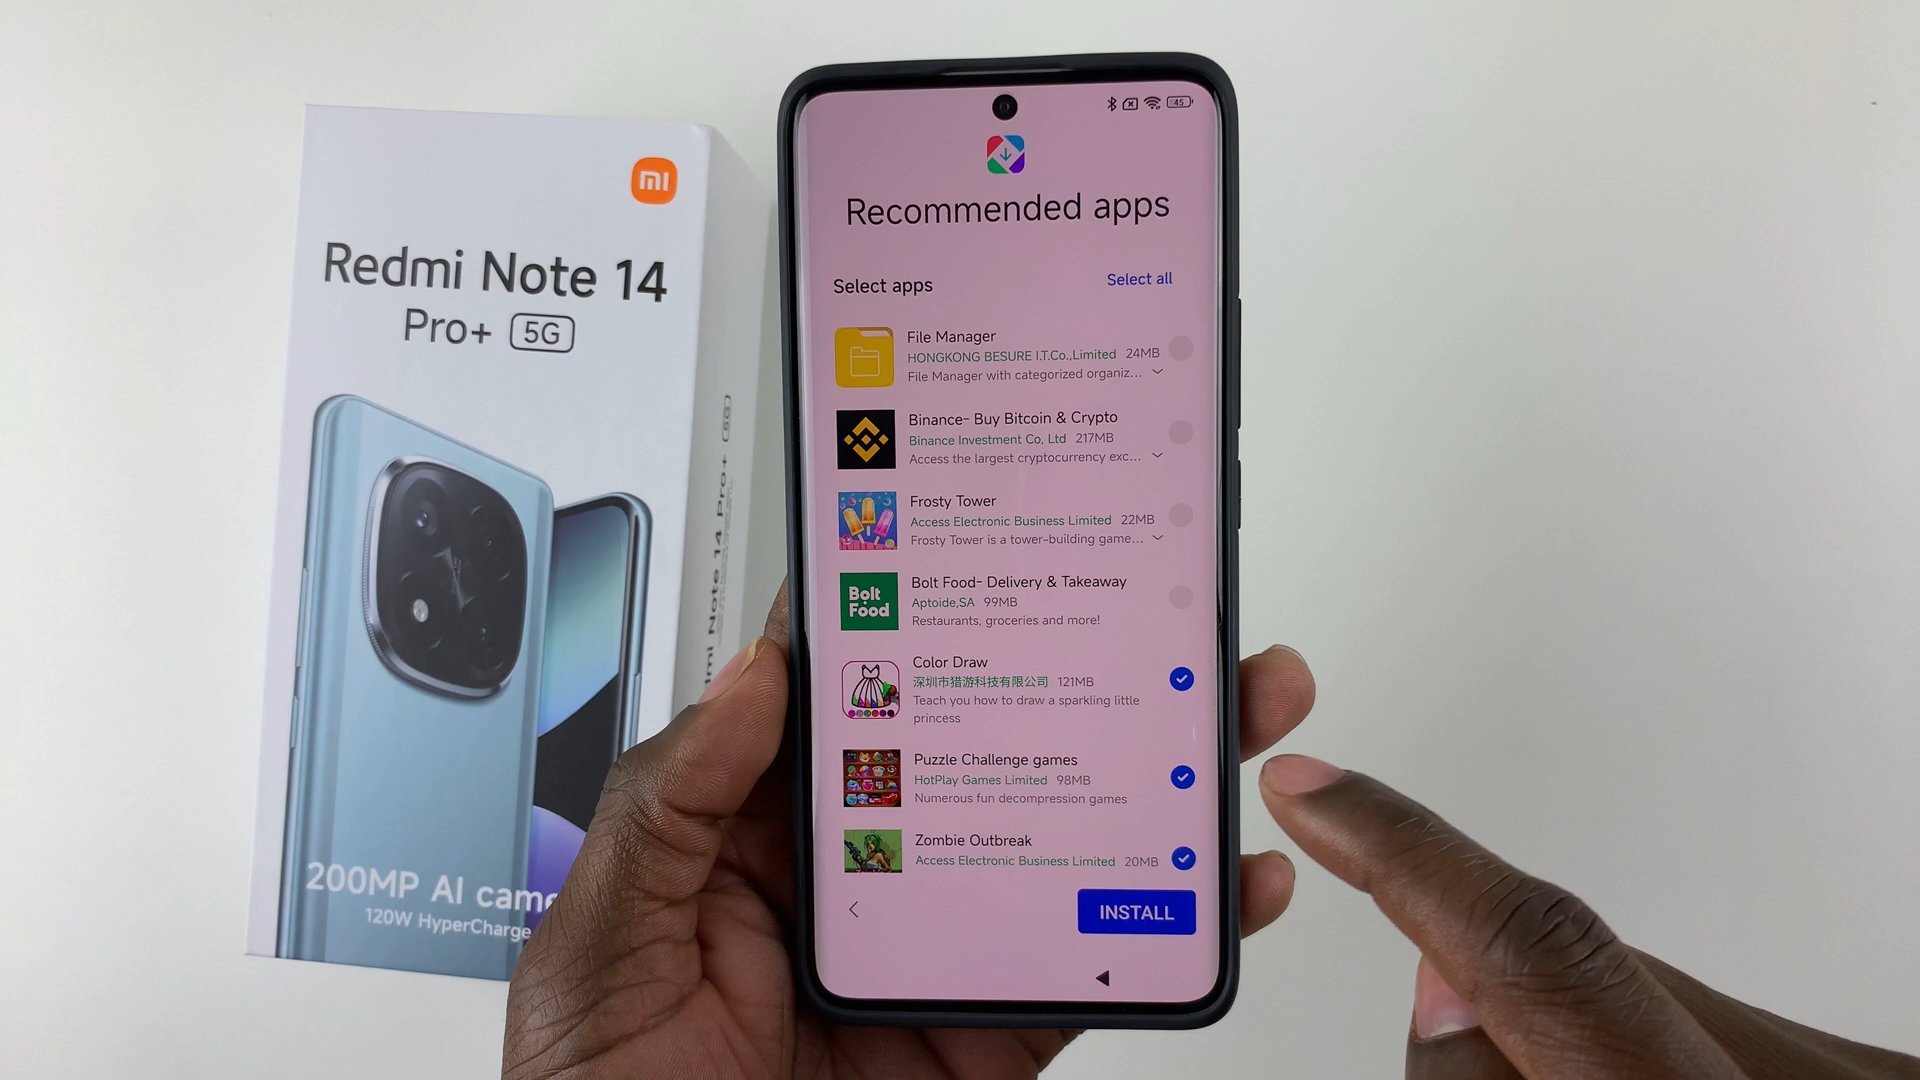 mi
Redmi Note 14
Pro+ 5G
200MP AI came
120W HyperCharge
Note 14 Pro+ 5G
45
Recommended apps
Select apps
Select all
File Manager
HONGKONG BESURE I.T.Co.,Limited 24MB
File Manager with categorized organiz...
Binance- Buy Bitcoin & Crypto
Binance Investment Co, Ltd 217MB
Access the largest cryptocurrency exc...
Frosty Tower
Access Electronic Business Limited 22MB
Frosty Tower is a tower-building game...
Bolt
Food
Bolt Food- Delivery & Takeaway
Aptoide,SA 99MB
Restaurants, groceries and more!
Color Draw
深圳市猎游科技有限公司 121MB
Teach you how to draw a sparkling little
princess
Puzzle Challenge games
HotPlay Games Limited 98MB
Numerous fun decompression games
Zombie Outbreak
Access Electronic Business Limited 20MB
INSTALL